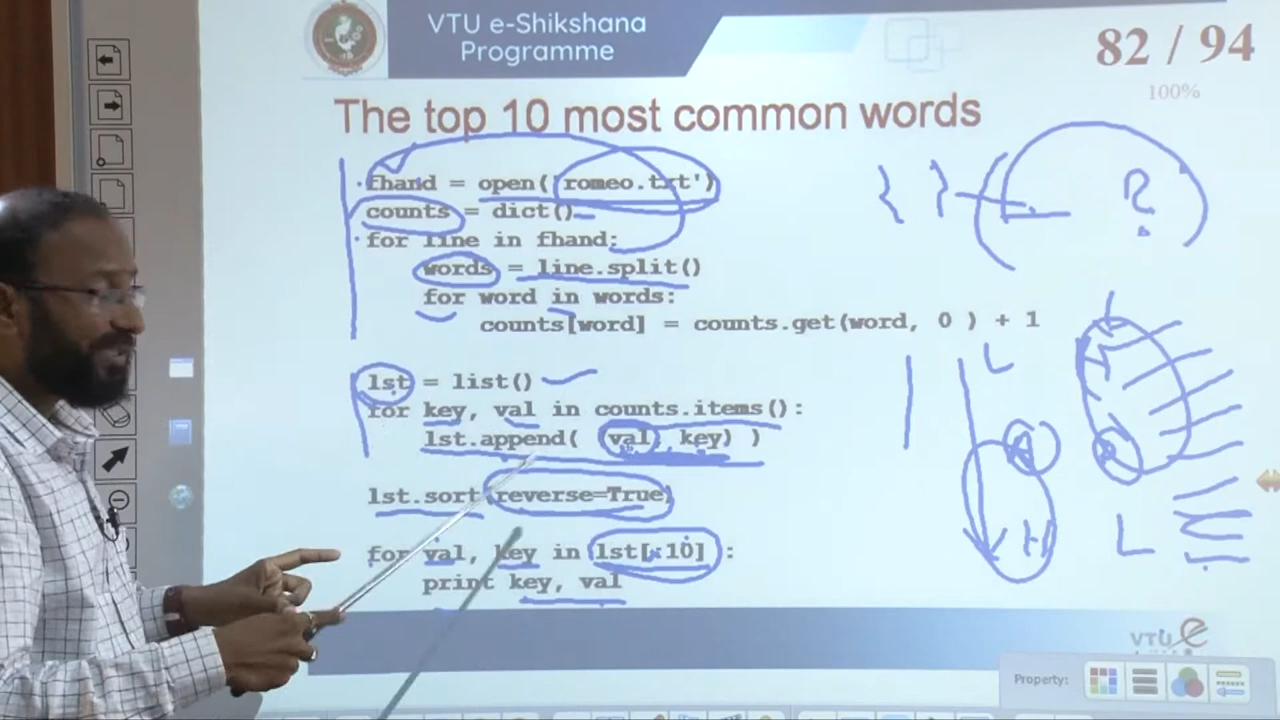 VTU e-Shikshana
Programme
82 / 94
100%
The top 10 most common words
fhand = open('romeo.txt')
counts = dict()
for line in fhand:
words = line.split()
for word in words:
counts[word] = counts.get(word, 0 ) + 1
lst = list()
for key, val in counts.items():
lst.append( (val, key) )
lst.sort(reverse=True)
for val, key in lst[:10] :
print key, val
{ } ?
L
H
L
VTU e
Property: